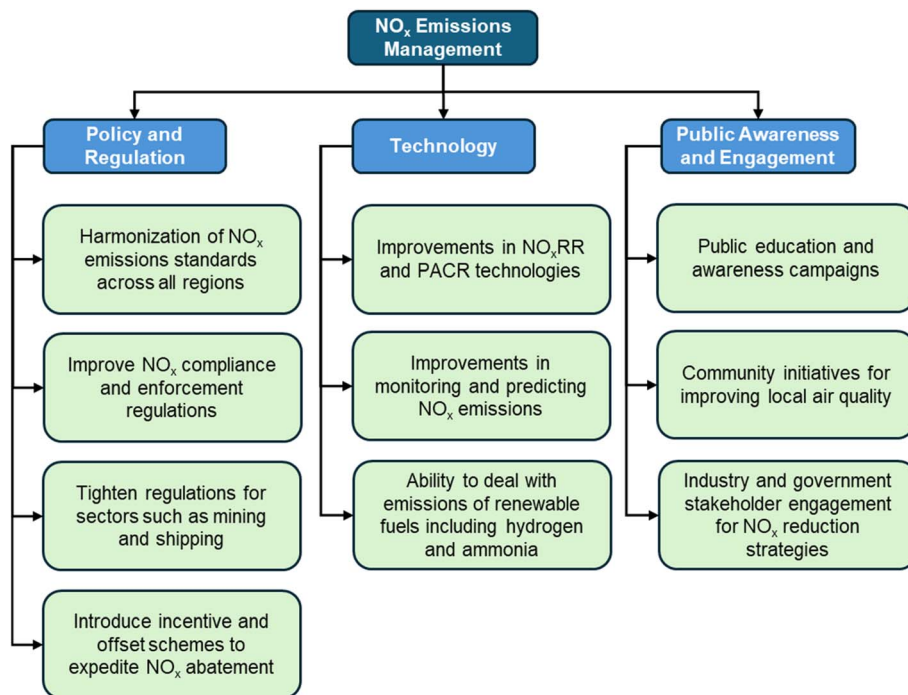 NOₓ Emissions
Management
Policy and
Regulation
Harmonization of NOₓ
emissions standards
across all regions
Improve NOₓ compliance
and enforcement
regulations
Tighten regulations for
sectors such as mining
and shipping
Introduce incentive and
offset schemes to
expedite NOₓ abatement
Technology
Improvements in NOₓRR
and PACR technologies
Improvements in
monitoring and predicting
NOₓ emissions
Ability to deal with
emissions of renewable
fuels including hydrogen
and ammonia
Public Awareness
and Engagement
Public education and
awareness campaigns
Community initiatives for
improving local air quality
Industry and government
stakeholder engagement
for NOₓ reduction
strategies